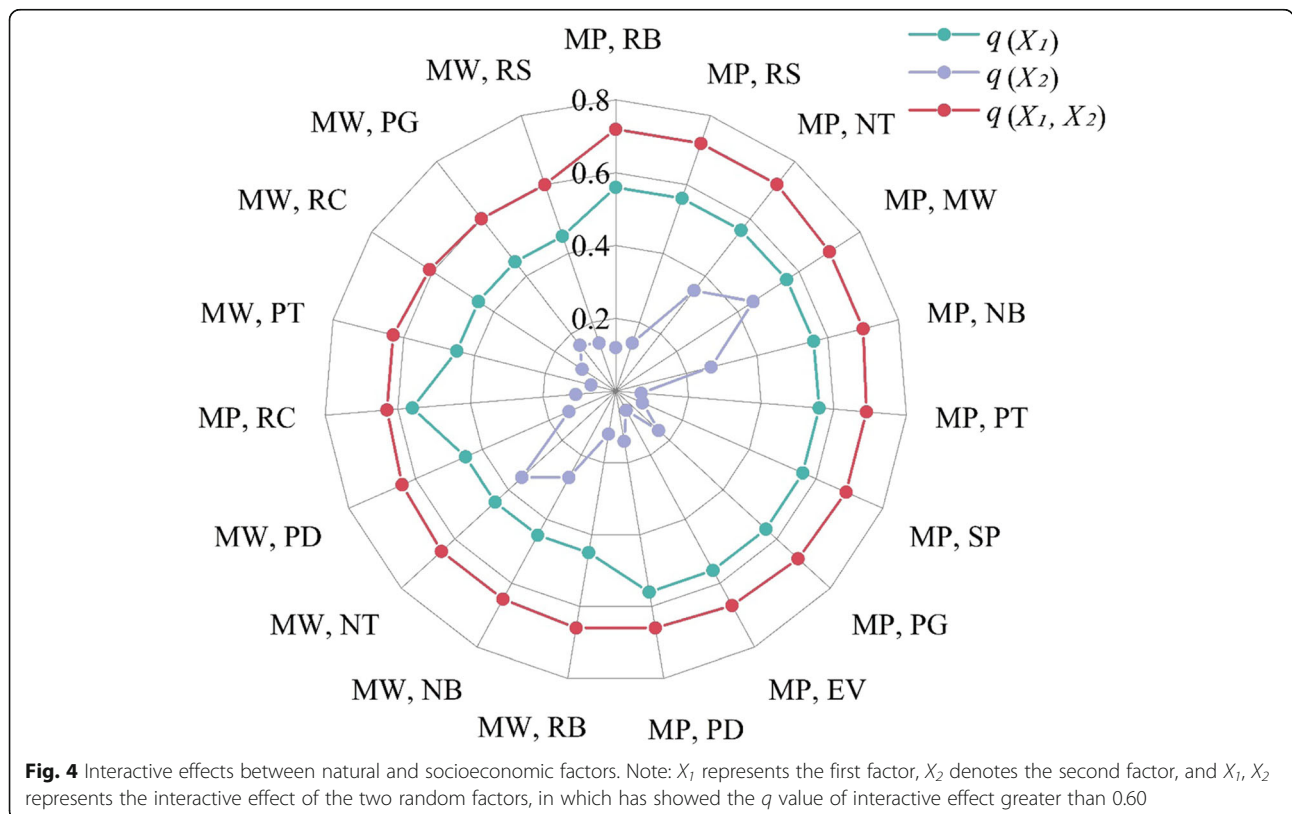 MP, RB
MP, RS
MP, NT
MP, MW
MP, NB
MP, PT
MP, SP
MP, PG
MP, EV
MP, PD
MW, RB
MW, NB
MW, NT
MW, PD
MP, RC
MW, PT
MW, RC
MW, PG
MW, RS
0.8
0.6
0.4
0.2
q (X₁)
q (X₂)
q (X₁, X₂)
Fig. 4 Interactive effects between natural and socioeconomic factors. Note: X₁ represents the first factor, X₂ denotes the second factor, and X₁, X₂
represents the interactive effect of the two random factors, in which has showed the q value of interactive effect greater than 0.60